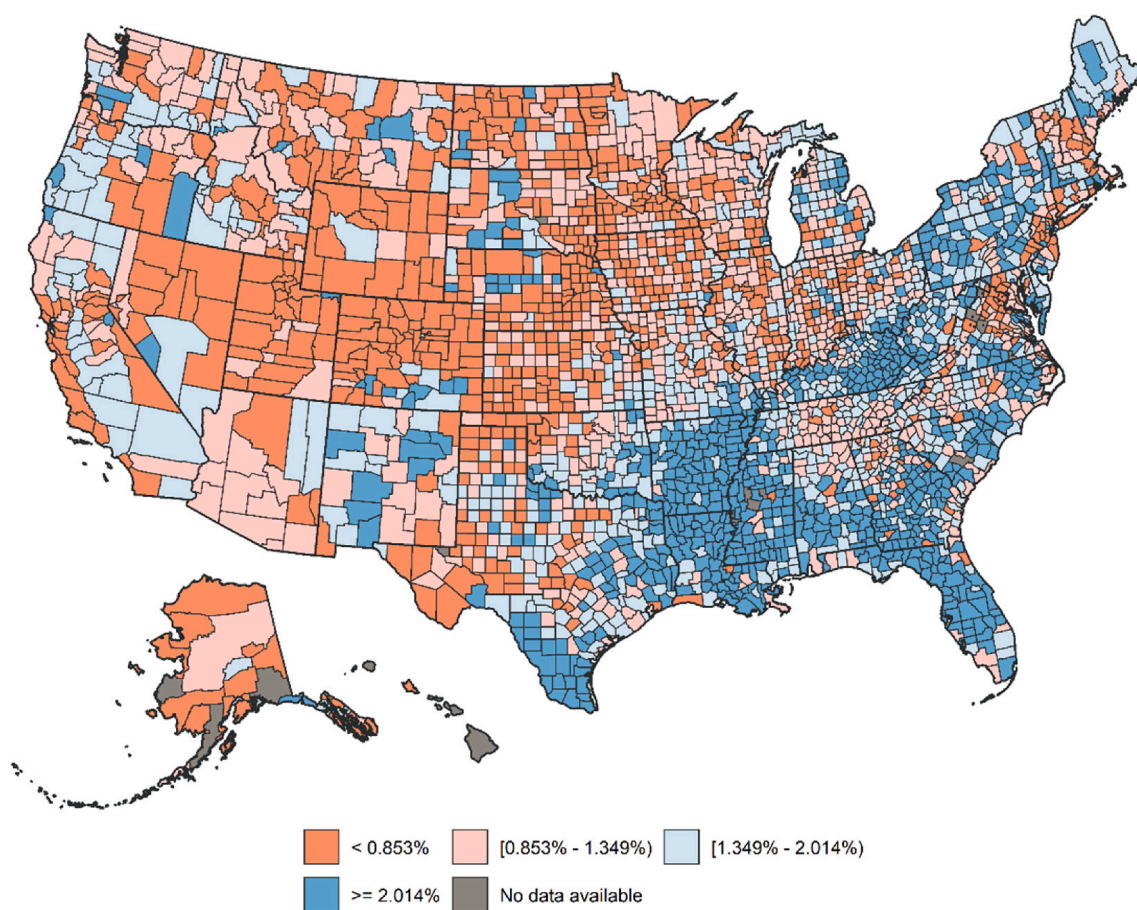 < 0.853% [0.853% - 1.349%) [1.349% - 2.014%)
>= 2.014% No data available